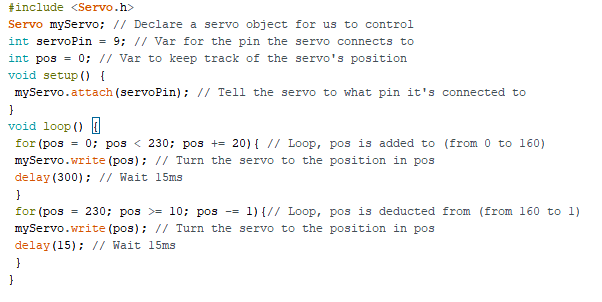 #include <Servo.h>
Servo myServo; // Declare a servo object for us to control
int servoPin = 9; // Var for the pin the servo connects to
int pos = 0; // Var to keep track of the servo's position
void setup() {
 myServo.attach(servoPin); // Tell the servo to what pin it's connected to
}
void loop() {
 for(pos = 0; pos < 230; pos += 20){ // Loop, pos is added to (from 0 to 160)
 myServo.write(pos); // Turn the servo to the position in pos
 delay(300); // Wait 15ms
 }
 for(pos = 230; pos >= 10; pos -= 1){// Loop, pos is deducted from (from 160 to 1)
 myServo.write(pos); // Turn the servo to the position in pos
 delay(15); // Wait 15ms
 }
}